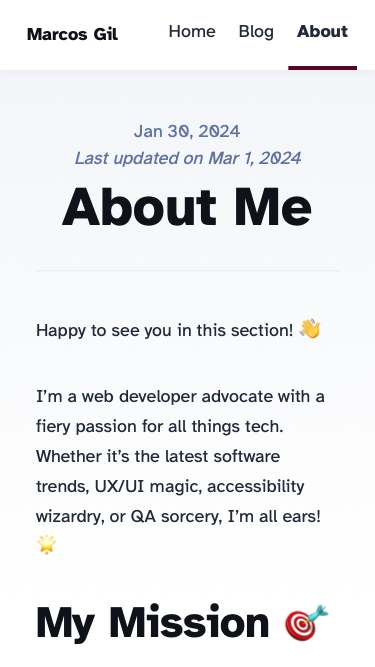 Marcos Gil
Home Blog About
Jan 30, 2024
Last updated on Mar 1, 2024
About Me
Happy to see you in this section! 👋
I’m a web developer advocate with a
fiery passion for all things tech.
Whether it’s the latest software
trends, UX/UI magic, accessibility
wizardry, or QA sorcery, I’m all ears!
🌟
My Mission 🎯